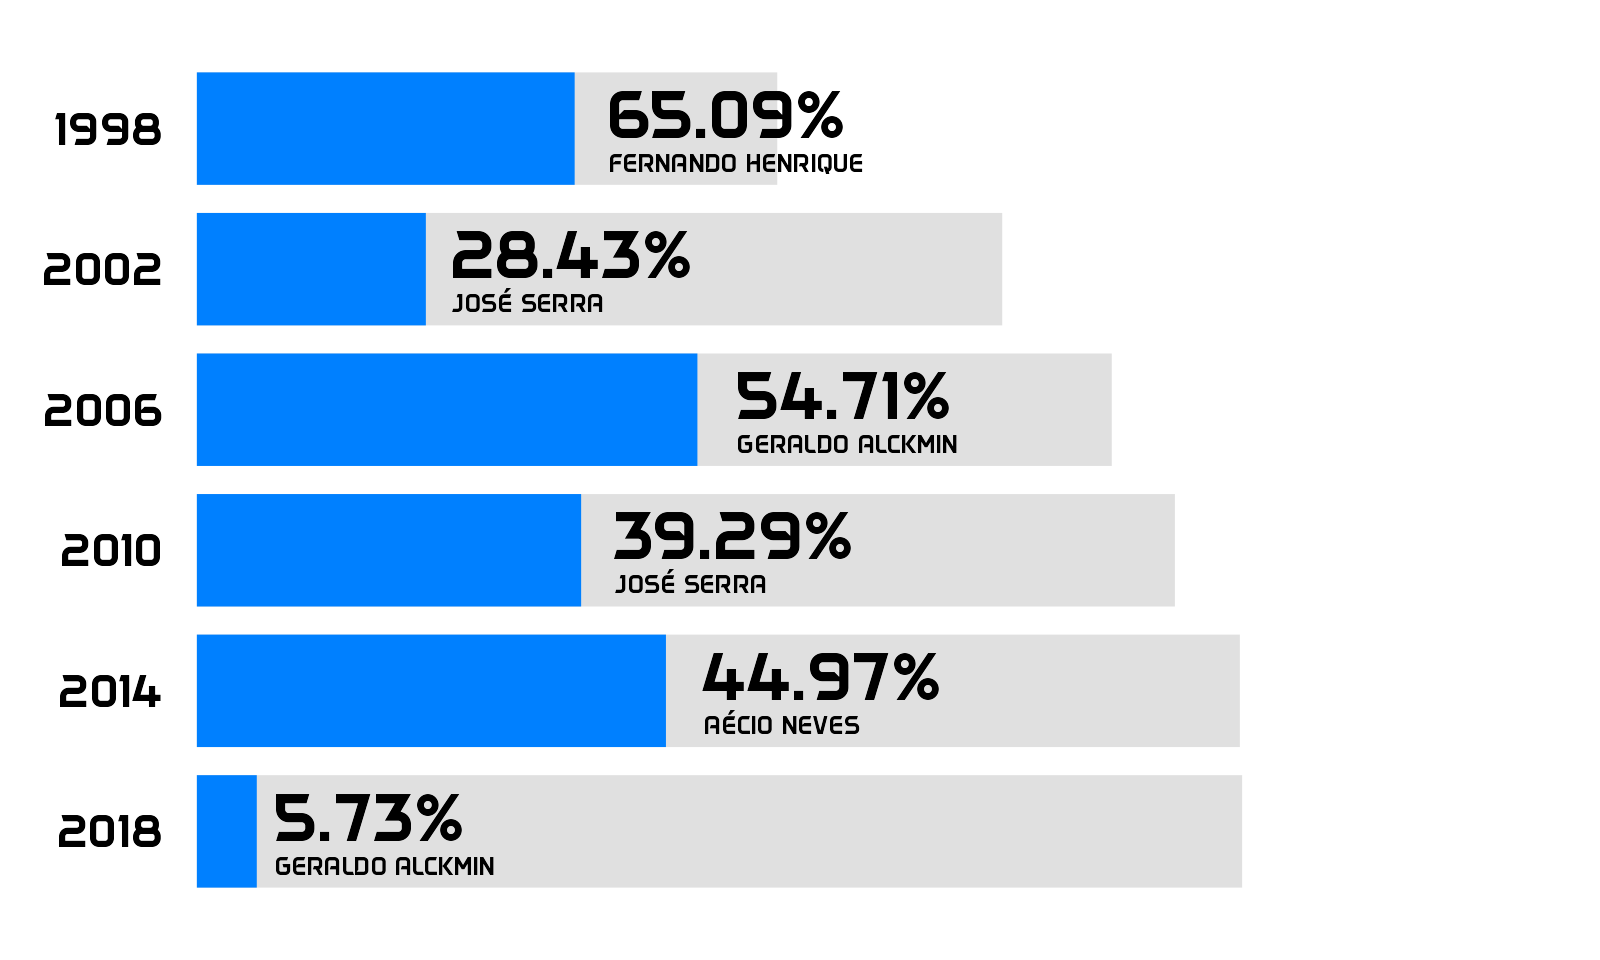 1998
65.09%
FERNANDO HENRIQUE
2002
28.43%
JOSÉ SERRA
2006
54.71%
GERALDO ALCKMIN
2010
39.29%
JOSÉ SERRA
2014
44.97%
AÉCIO NEVES
2018
5.73%
GERALDO ALCKMIN